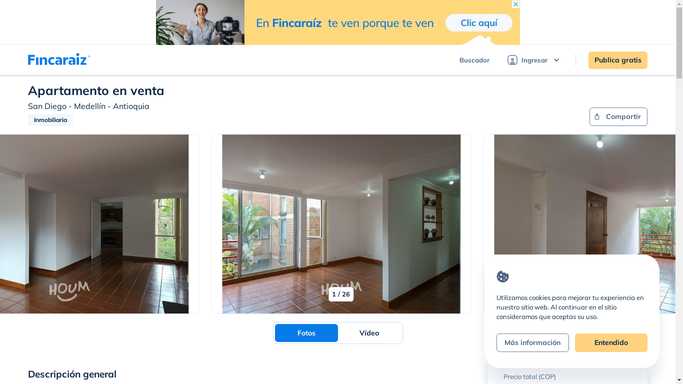 En Fincaraíz te ven porque te ven
Clic aquí
Fincaraiz
Buscador
Ingresar
Publica gratis
Apartamento en venta
San Diego - Medellín - Antioquia
Inmobiliaria
Compartir
HOUM
HOUM
1 / 26
Fotos
Vídeo
Utilizamos cookies para mejorar tu experiencia en
nuestro sitio web. Al continuar en el sitio
consideramos que aceptas su uso.
Más información
Entendido
Descripción general
Precio total (COP)